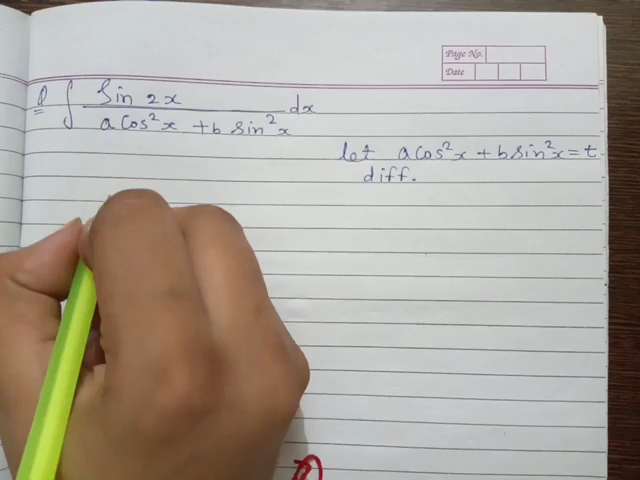 Page No.
Date
Q ∫ Sin 2x / a Cos²x + b Sin²x dx
let a cos²x + b sin²x = t
diff.